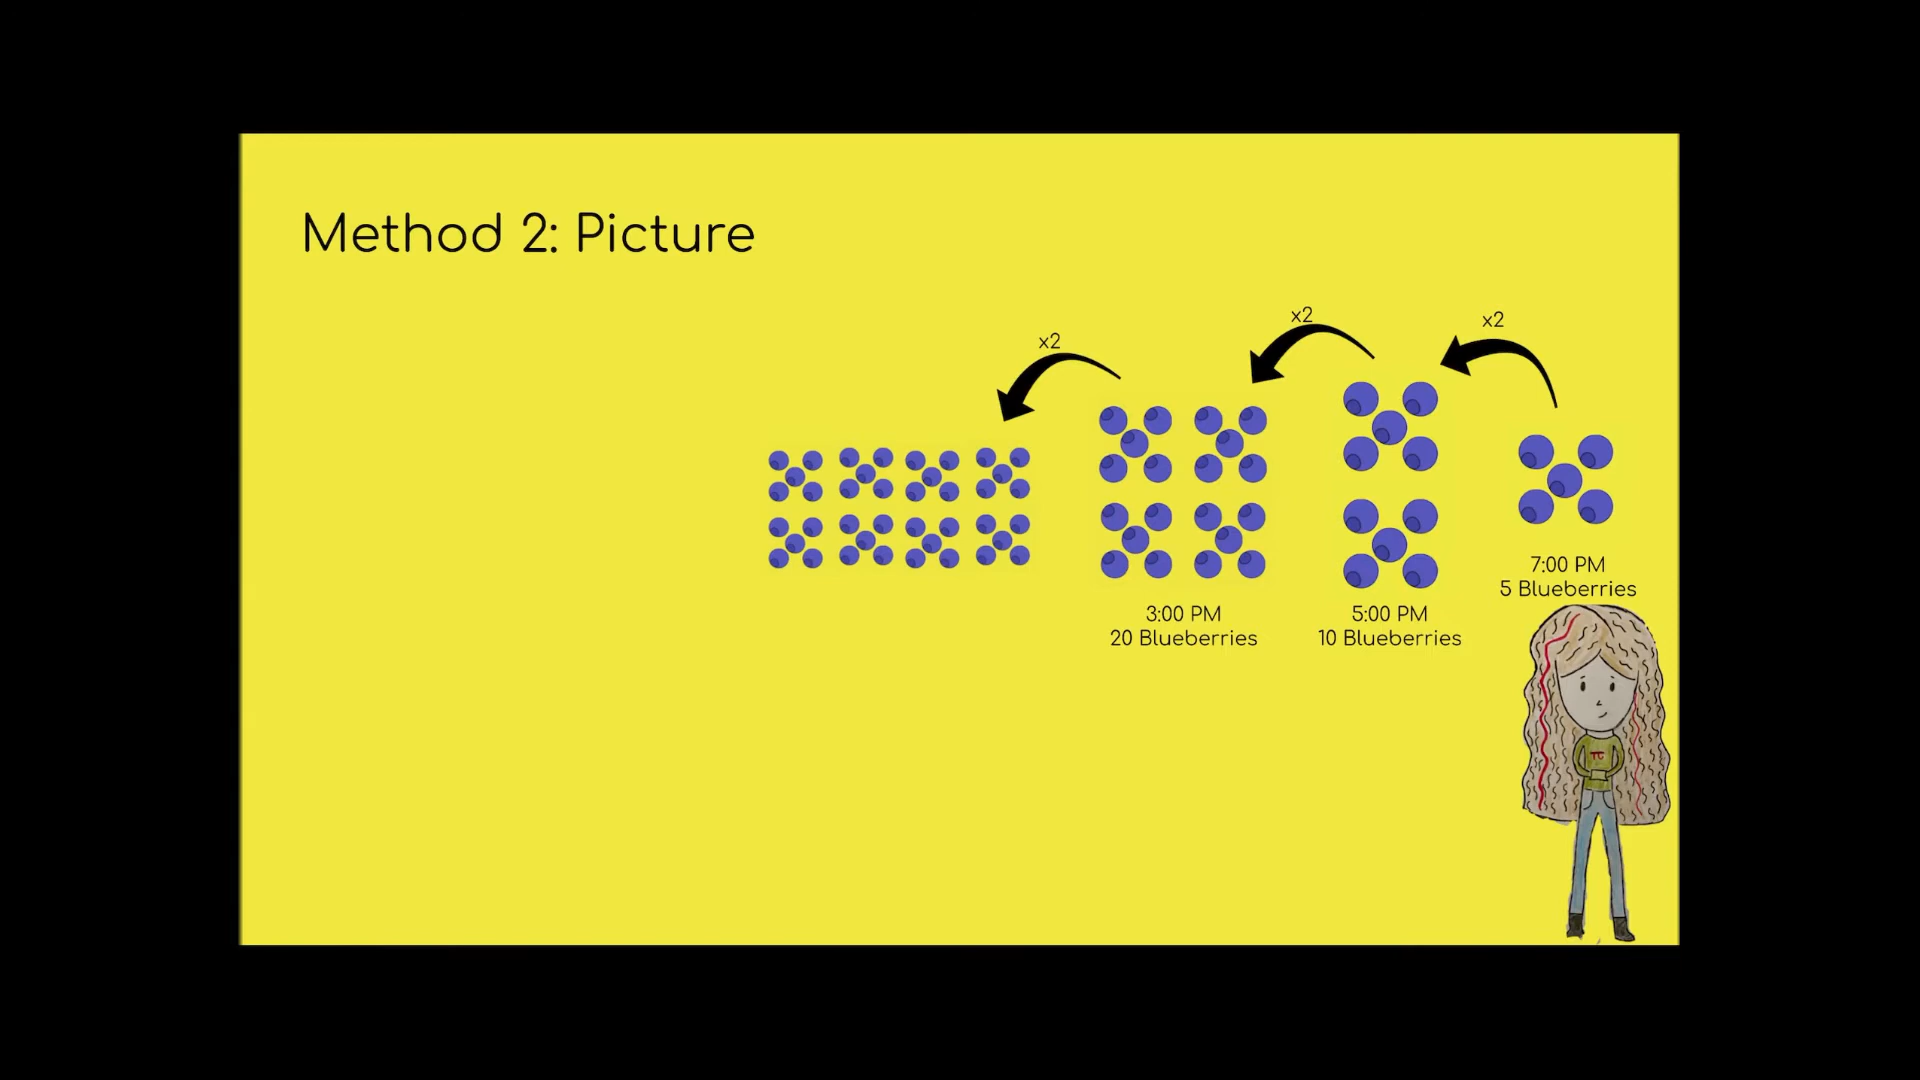 Method 2: Picture
x2
x2
x2
7:00 PM
5 Blueberries
3:00 PM
20 Blueberries
5:00 PM
10 Blueberries
π